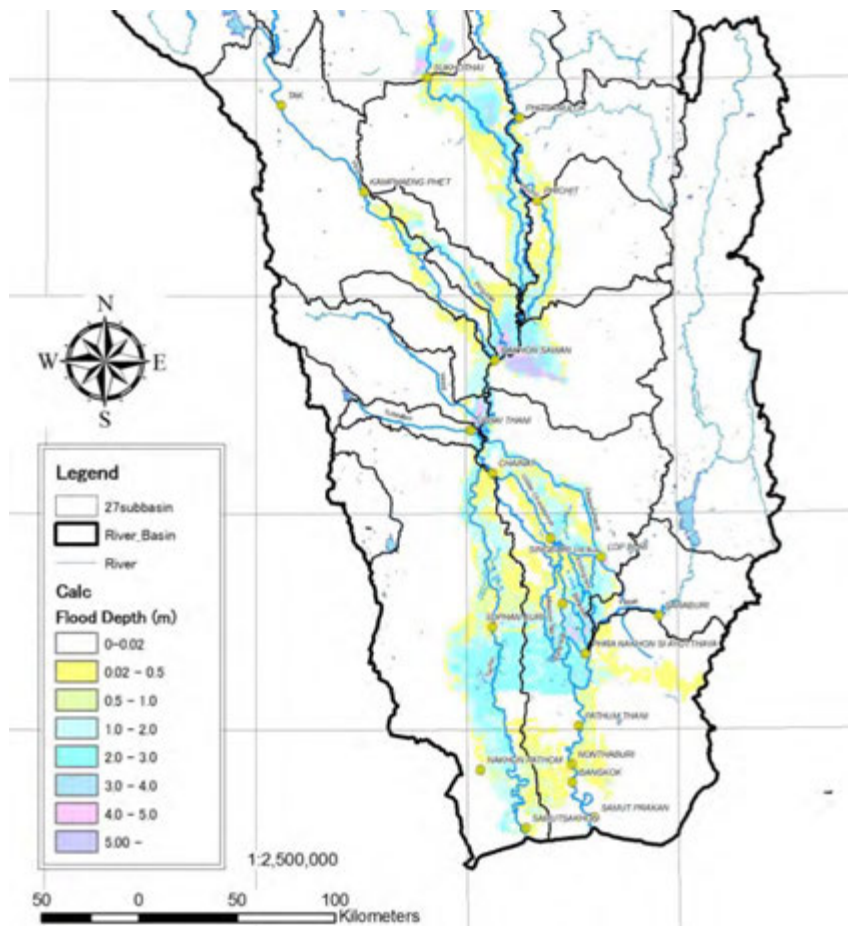 SUKHOTHAI
TAK
PHITSANULOK
KAMPHAENG PHET
PHICHIT
N
W E
S
NAKHON SAWAN
UTHAI THANI
CHAINAT
Legend
27subbasin
River_Basin
River
Calc
Flood Depth (m)
0-0.02
0.02 - 0.5
0.5 - 1.0
1.0 - 2.0
2.0 - 3.0
3.0 - 4.0
4.0 - 5.0
5.00 -
LOP BURI
SARABURI
SUPHAN BURI
PHRA NAKHON SI AYUTTHAYA
PATHUM THANI
NONTHABURI
NAKHON PATHOM
BANGKOK
SAMUT PRAKAN
SAMUTSAKHON
1:2,500,000
50 0 50 100
Kilometers